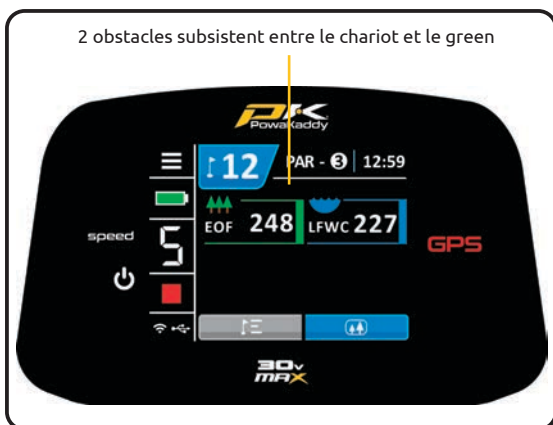 2 obstacles subsistent entre le chariot et le green
PK
PowaKaddy
12 PAR - 3 12:59
EOF 248 LFWC 227
speed 5
GPS
30v
MAX